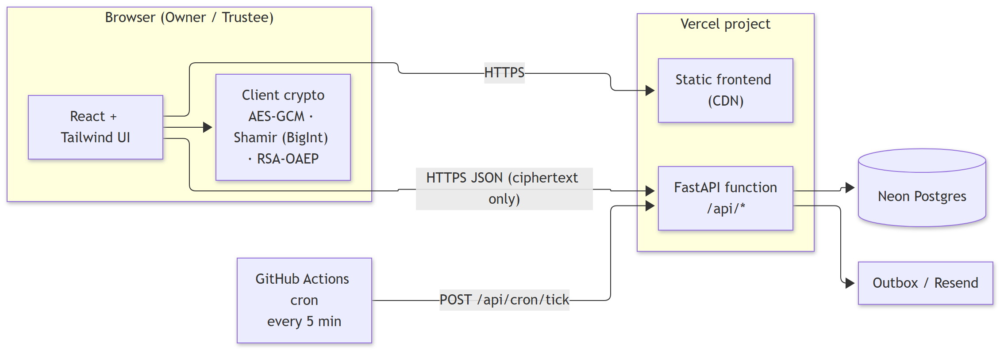 Browser (Owner / Trustee)
React +
Tailwind UI
Client crypto
AES-GCM ·
Shamir (BigInt)
· RSA-OAEP
HTTPS
HTTPS JSON (ciphertext
only)
GitHub Actions
cron
every 5 min
POST /api/cron/tick
Vercel project
Static frontend
(CDN)
FastAPI function
/api/*
Neon Postgres
Outbox / Resend